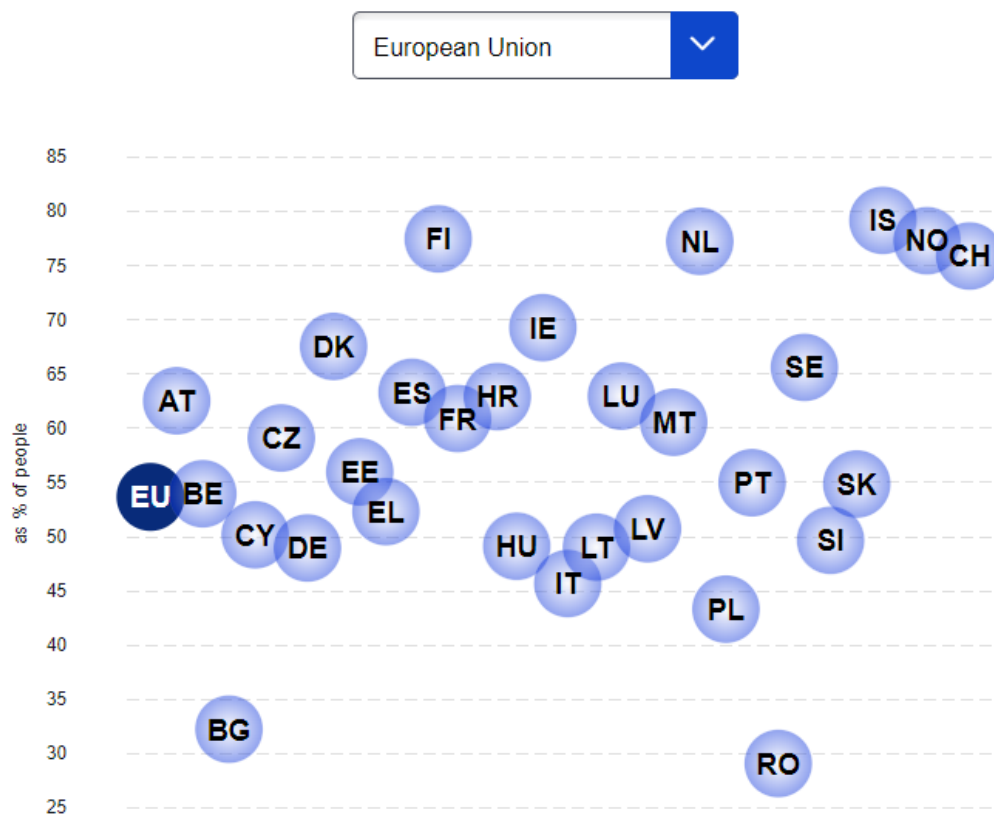 European Union
85
80
75
70
65
60
55
50
45
40
35
30
25
as % of people
EU
AT
BE
BG
CY
CZ
DE
DK
EE
EL
ES
FI
FR
HR
HU
IE
IT
LT
LU
LV
MT
NL
PL
PT
RO
SE
SI
SK
IS
NO
CH